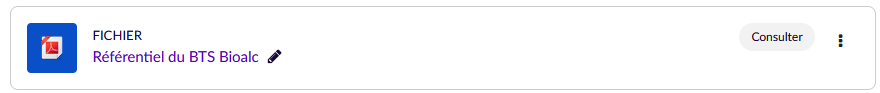 FICHIER
Consulter
Référentiel du BTS Bioalc